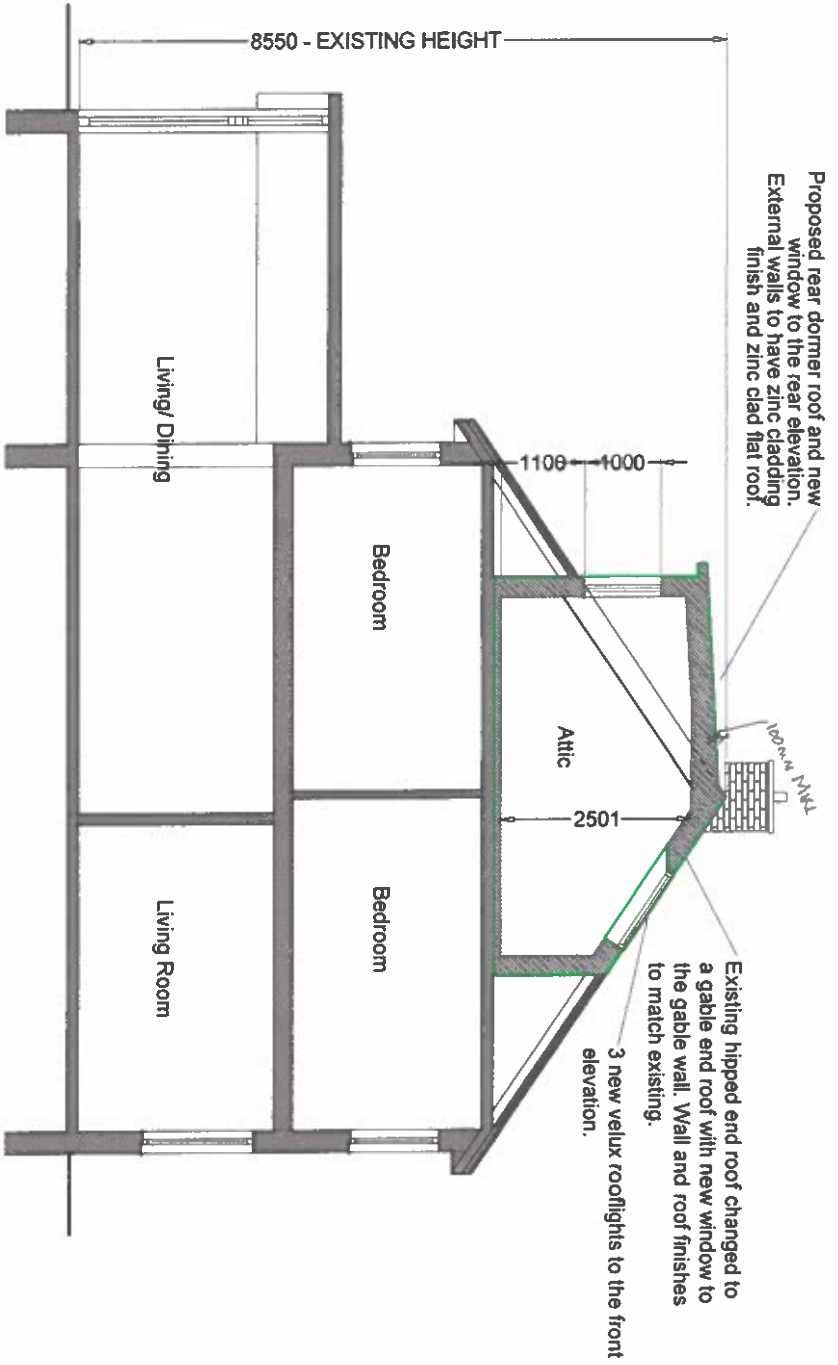 8550 - EXISTING HEIGHT
Proposed rear dormer roof and new
window to the rear elevation.
External walls to have zinc cladding
finish and zinc clad flat roof.
100mm MAX
1100
1000
Existing hipped end roof changed to
a gable end roof with new window to
the gable wall. Wall and roof finishes
to match existing.
3 new velux rooflights to the front
elevation.
Attic
2501
Bedroom
Bedroom
Living/ Dining
Living Room